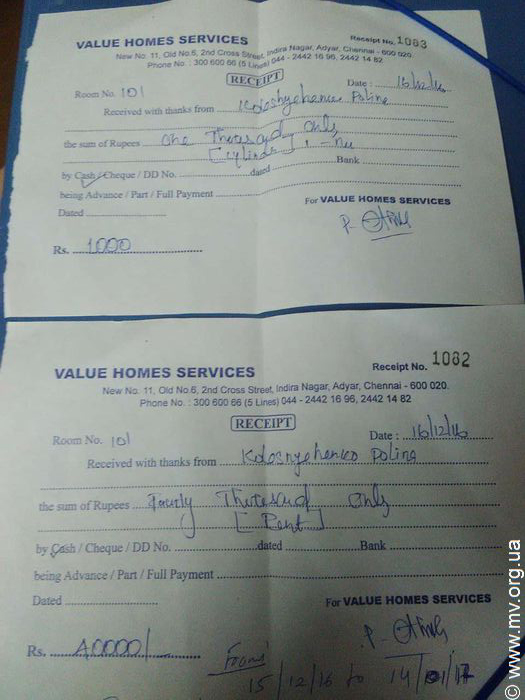 VALUE HOMES SERVICES
Receipt No. 1083
New No. 11, Old No.6, 2nd Cross Street, Indira Nagar, Adyar, Chennai - 600 020.
Phone No. : 300 600 66 (5 Lines) 044 - 2442 16 96, 2442 14 82
RECEIPT
Room No. 101 Date : 16/12/16
Received with thanks from Kolosnychenko Polina
the sum of Rupees One Thousand Only
by Cash / Cheque / DD No. dated Bank
being Advance / Part / Full Payment
Dated For VALUE HOMES SERVICES
Rs. 1000
VALUE HOMES SERVICES
Receipt No. 1082
New No. 11, Old No.6, 2nd Cross Street, Indira Nagar, Adyar, Chennai - 600 020.
Phone No. : 300 600 66 (5 Lines) 044 - 2442 16 96, 2442 14 82
RECEIPT
Room No. 101 Date : 16/12/16
Received with thanks from Kolosnychenko Polina
the sum of Rupees Fourty Thousand Only
[Rent]
by Cash / Cheque / DD No. dated Bank
being Advance / Part / Full Payment
Dated For VALUE HOMES SERVICES
Rs. 40000/
From
15/12/16 to 14/01/17
© www.mv.org.ua